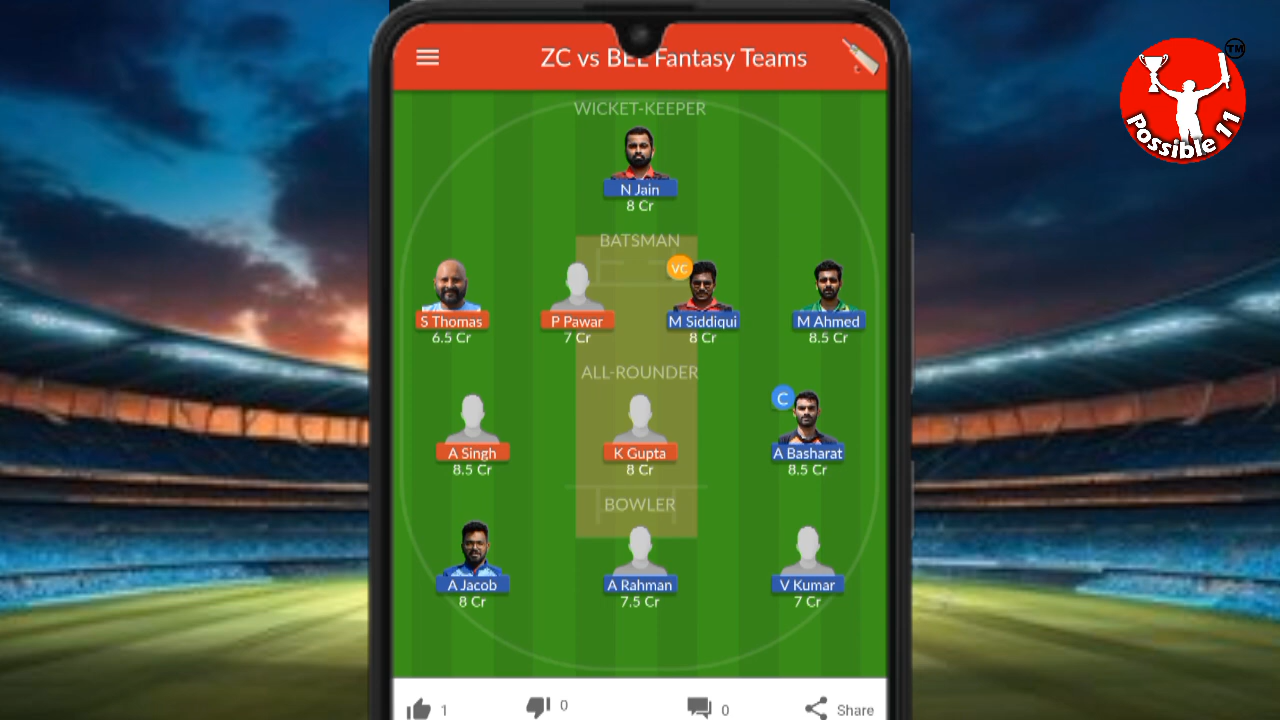 ZC vs BEL Fantasy Teams
TM
Possible 11
WICKET-KEEPER
N Jain
8 Cr
BATSMAN
VC
S Thomas P Pawar M Siddiqui M Ahmed
6.5 Cr 7 Cr 8 Cr 8.5 Cr
ALL-ROUNDER
C
A Singh K Gupta A Basharat
8.5 Cr 8 Cr 8.5 Cr
BOWLER
A Jacob A Rahman V Kumar
8 Cr 7.5 Cr 7 Cr
1 0 0 Share